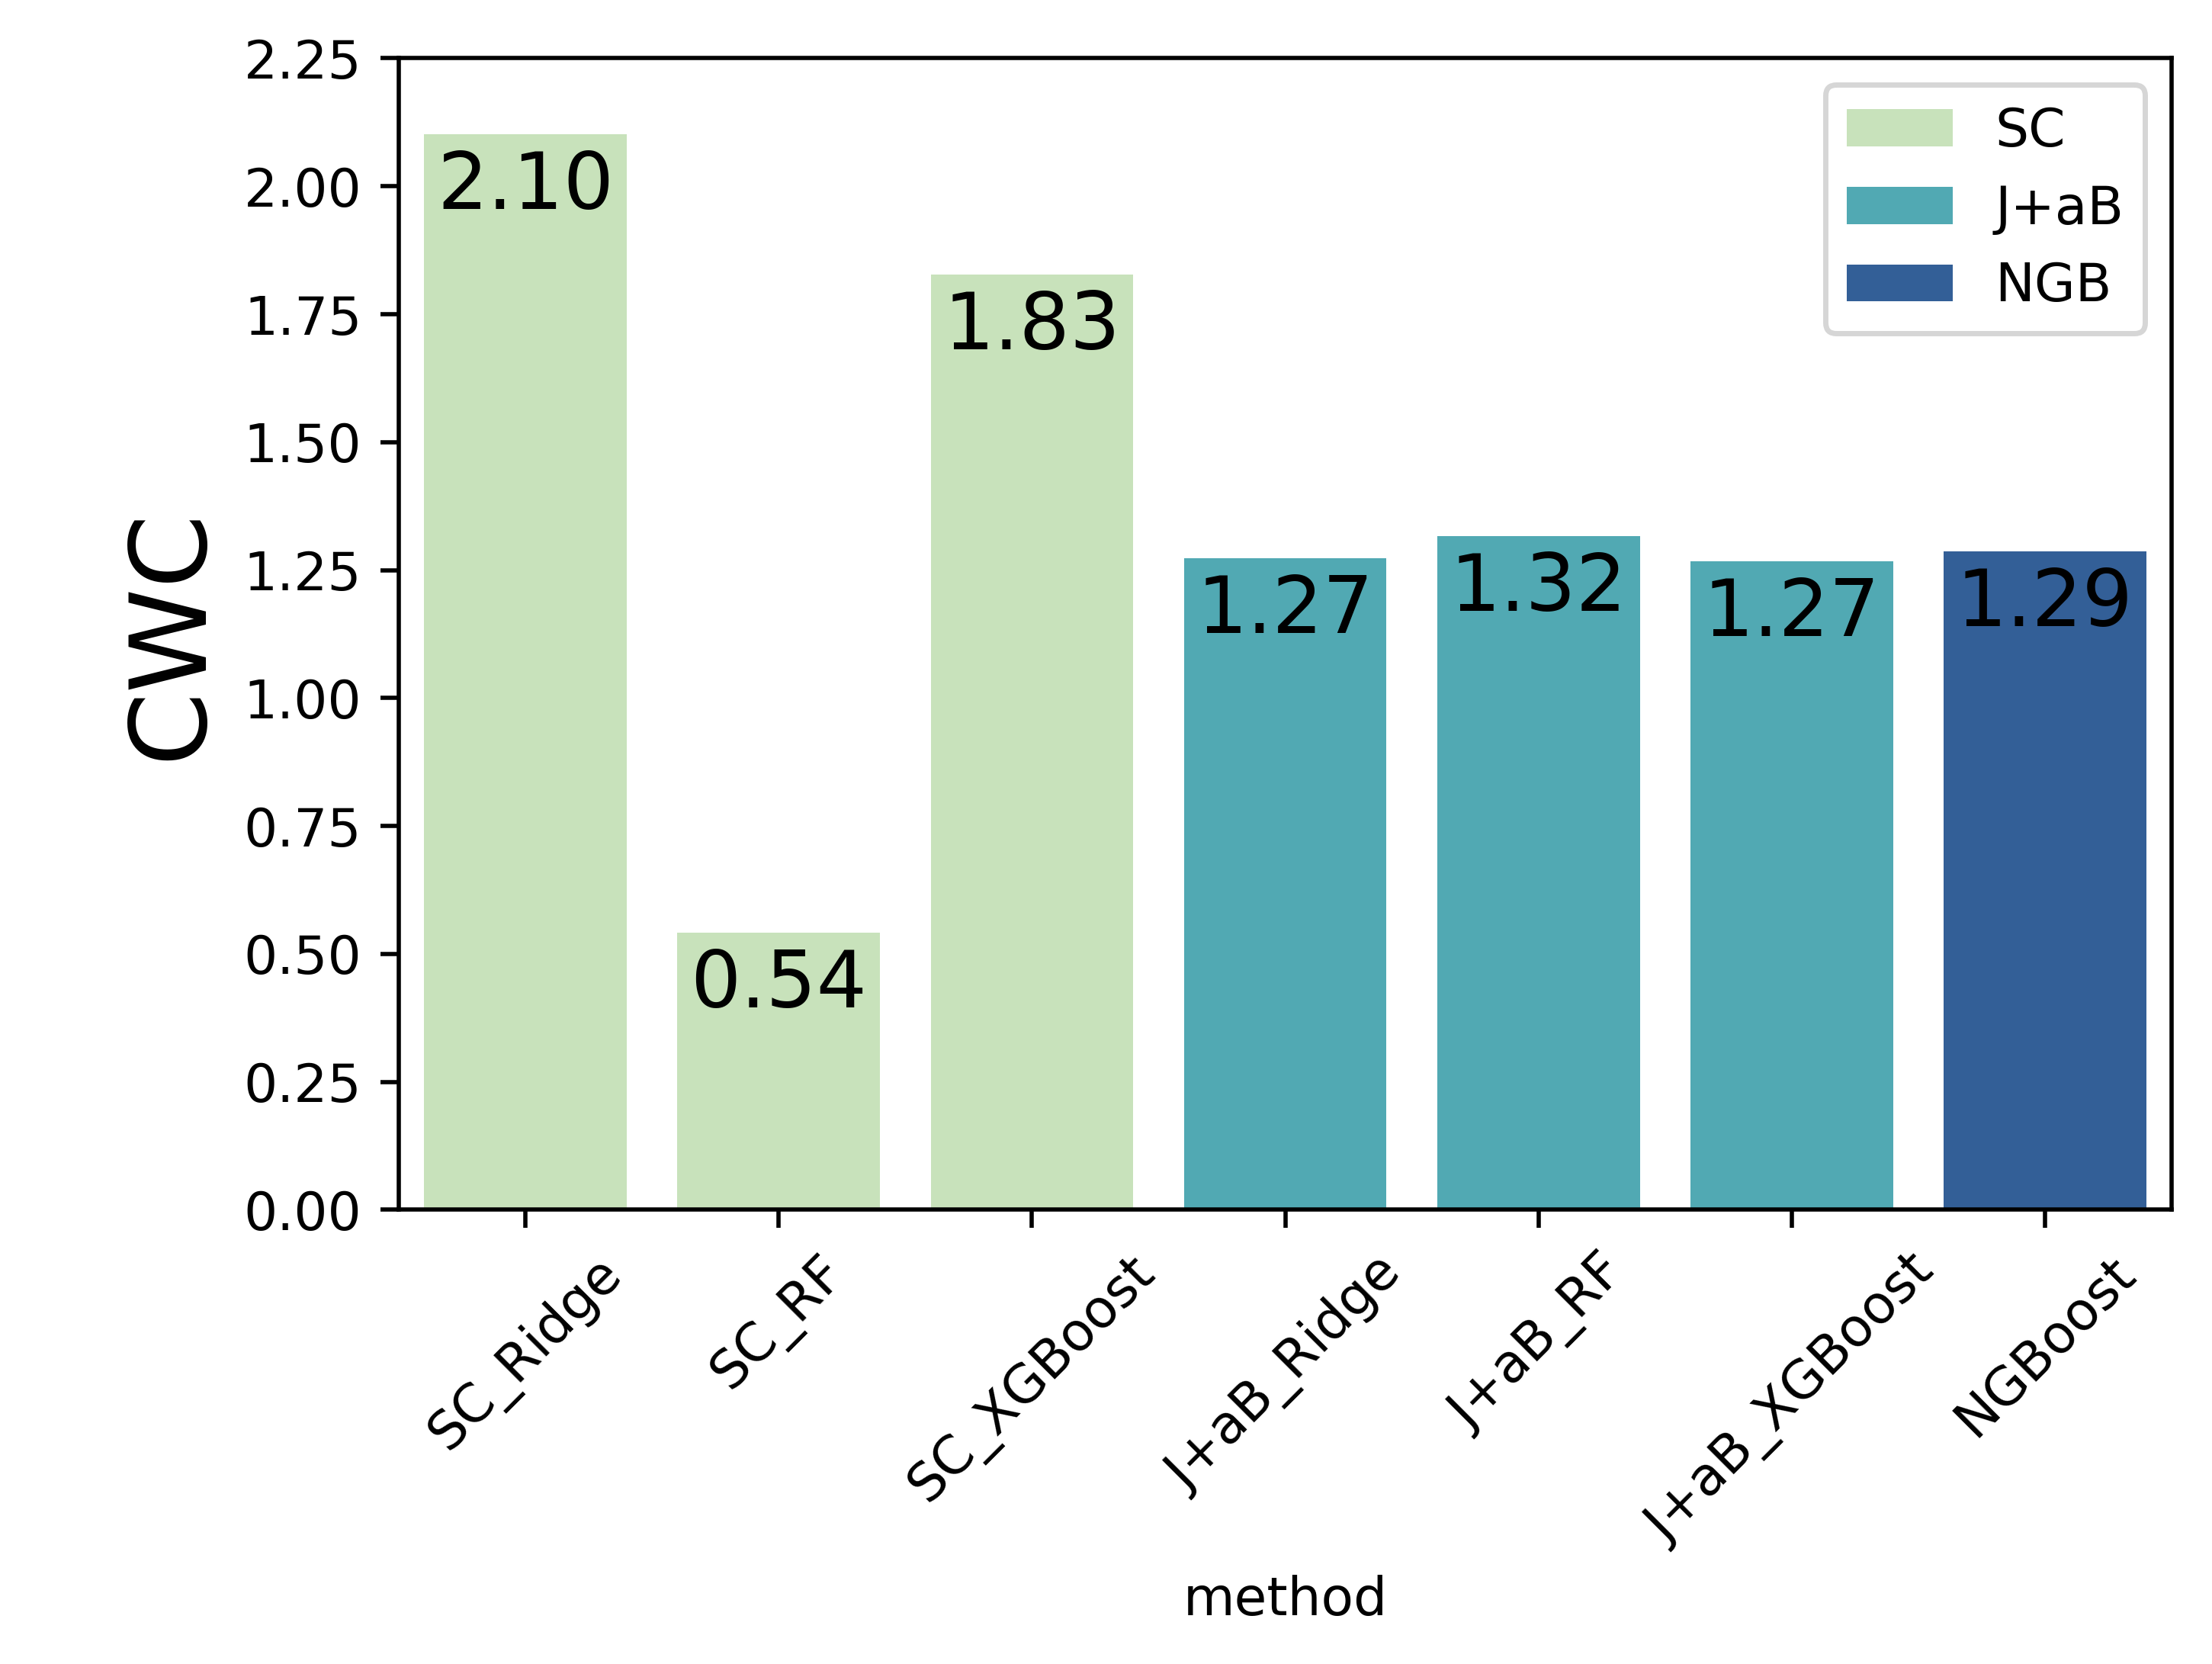 CWC
2.25
2.00
1.75
1.50
1.25
1.00
0.75
0.50
0.25
0.00
2.10
0.54
1.83
1.27
1.32
1.27
1.29
SC
J+aB
NGB
SC_Ridge
SC_RF
SC_XGBoost
J+aB_Ridge
J+aB_RF
J+aB_XGBoost
NGBoost
method